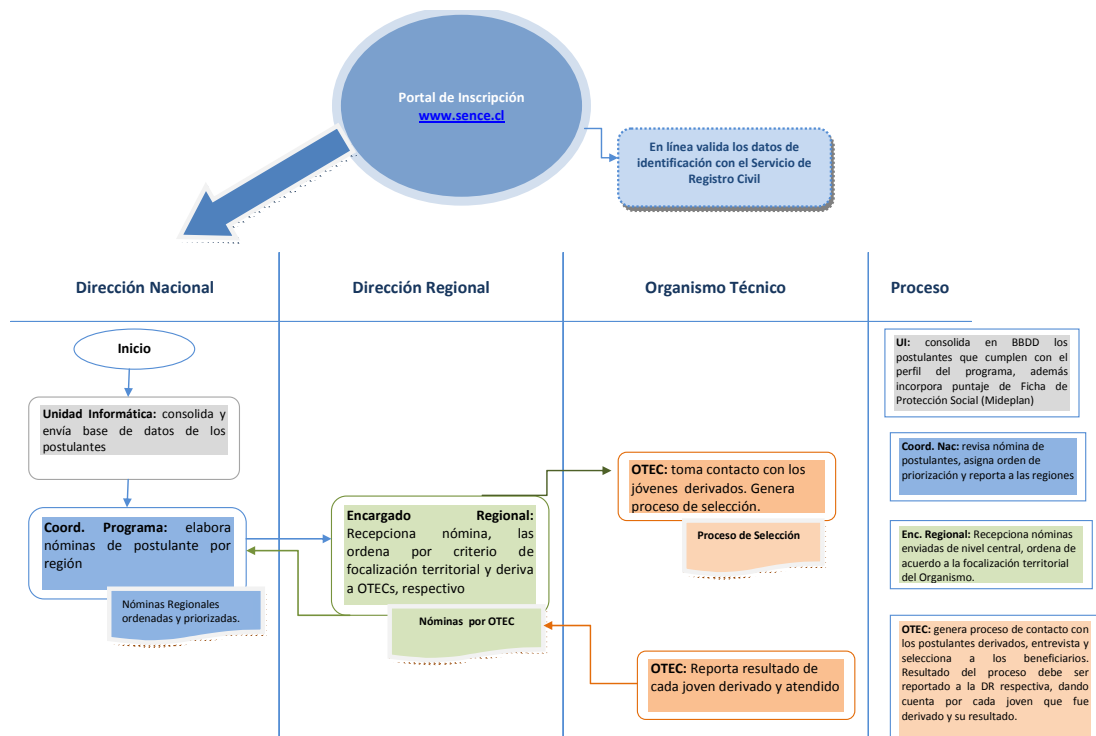 Portal de Inscripción
www.sence.cl
En línea valida los datos de
identificación con el Servicio de
Registro Civil
Dirección Nacional
Dirección Regional
Organismo Técnico
Proceso
Inicio
Unidad Informática: consolida y
envía base de datos de los
postulantes
Coord. Programa: elabora
nóminas de postulante por
región
Nóminas Regionales
ordenadas y priorizadas.
Encargado Regional:
Recepciona nómina, las
ordena por criterio de
focalización territorial y deriva
a OTECs, respectivo
Nóminas por OTEC
OTEC: toma contacto con los
jóvenes derivados. Genera
proceso de selección.
Proceso de Selección
OTEC: Reporta resultado de
cada joven derivado y atendido
UI: consolida en BBDD los
postulantes que cumplen con el
perfil del programa, además
incorpora puntaje de Ficha de
Protección Social (Mideplan)
Coord. Nac: revisa nómina de
postulantes, asigna orden de
priorización y reporta a las regiones
Enc. Regional: Recepciona nóminas
enviadas de nivel central, ordena de
acuerdo a la focalización territorial
del Organismo.
OTEC: genera proceso de contacto con
los postulantes derivados, entrevista y
selecciona a los beneficiarios.
Resultado del proceso debe ser
reportado a la DR respectiva, dando
cuenta por cada joven que fue
derivado y su resultado.